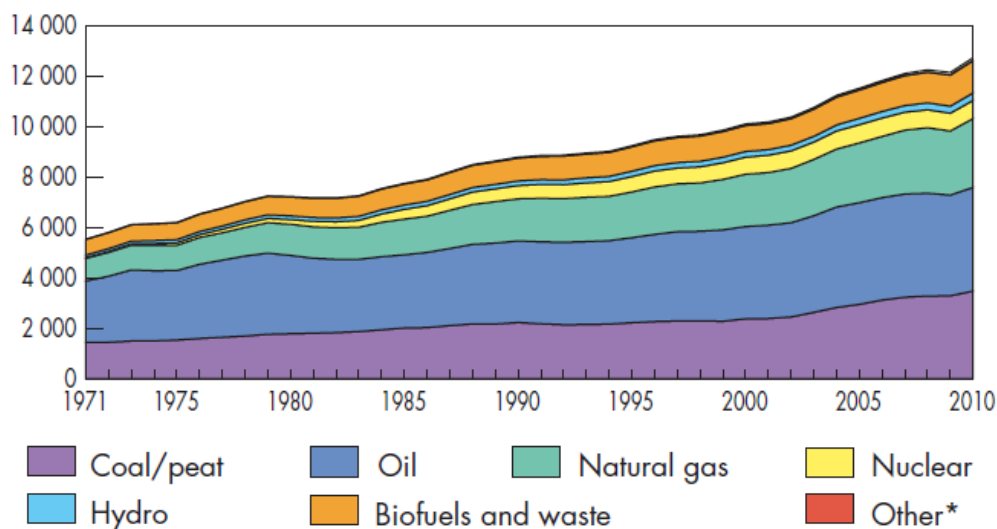 14 000
12 000
10 000
8 000
6 000
4 000
2 000
0
1971 1975 1980 1985 1990 1995 2000 2005 2010
Coal/peat Oil Natural gas Nuclear
Hydro Biofuels and waste Other*